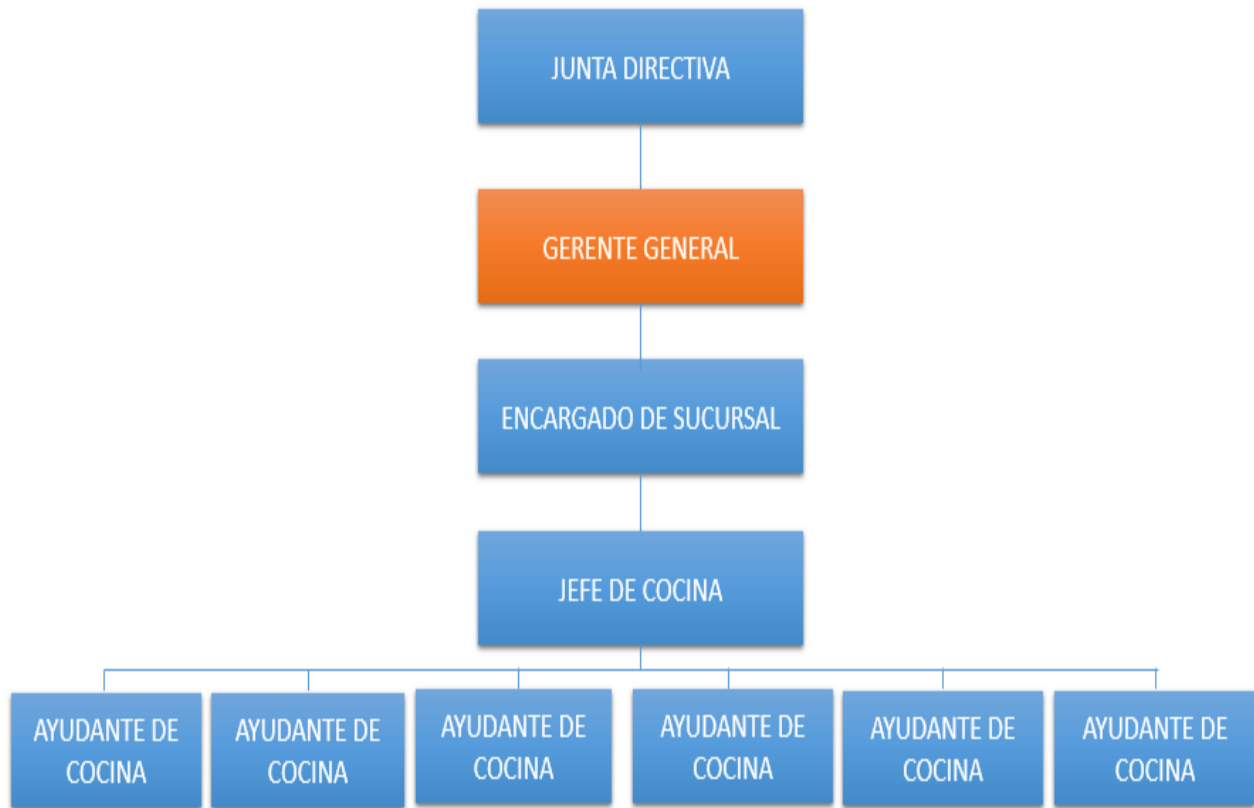 JUNTA DIRECTIVA
GERENTE GENERAL
ENCARGADO DE SUCURSAL
JEFE DE COCINA
AYUDANTE DE
COCINA
AYUDANTE DE
COCINA
AYUDANTE DE
COCINA
AYUDANTE DE
COCINA
AYUDANTE DE
COCINA
AYUDANTE DE
COCINA